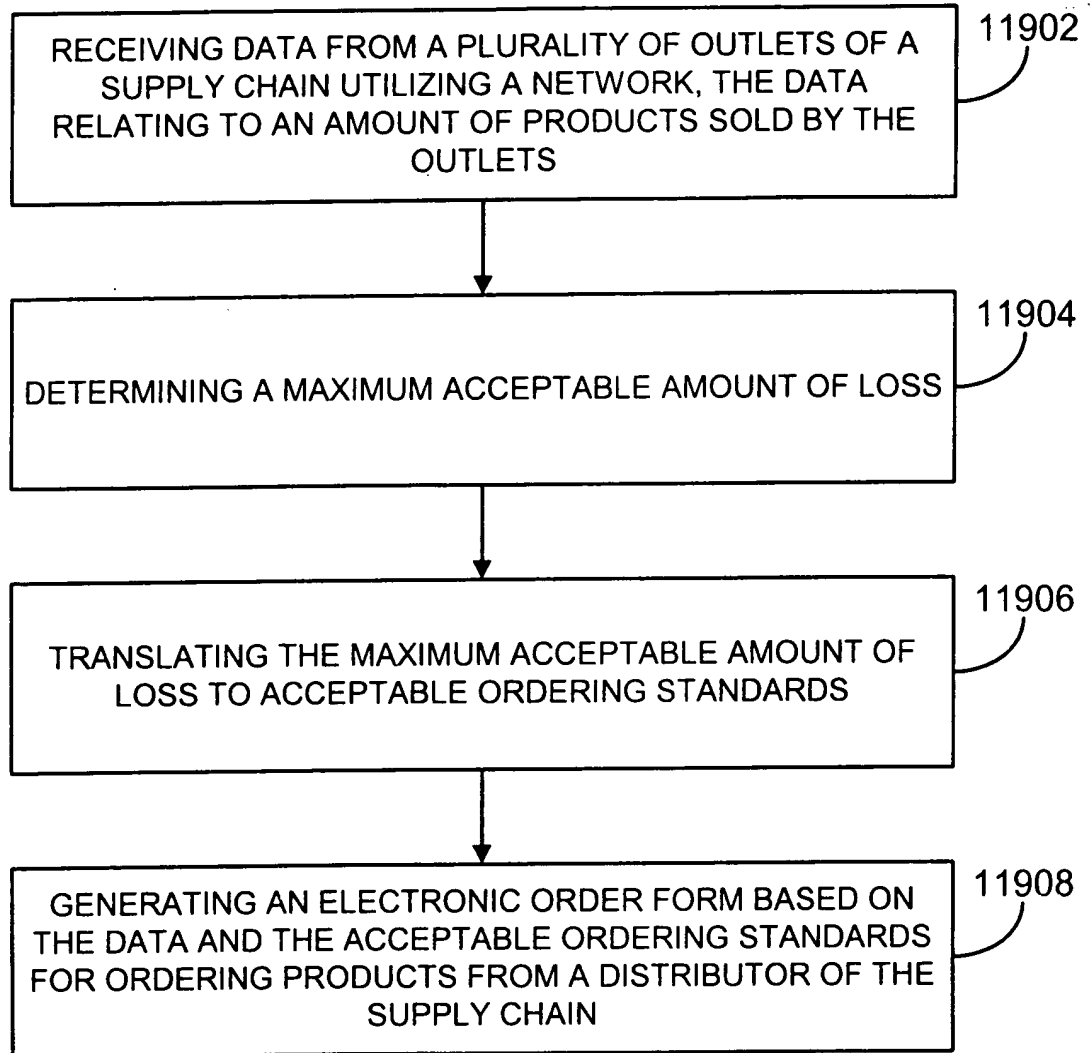 RECEIVING DATA FROM A PLURALITY OF OUTLETS OF A
SUPPLY CHAIN UTILIZING A NETWORK, THE DATA
RELATING TO AN AMOUNT OF PRODUCTS SOLD BY THE
OUTLETS
11902
DETERMINING A MAXIMUM ACCEPTABLE AMOUNT OF LOSS
11904
TRANSLATING THE MAXIMUM ACCEPTABLE AMOUNT OF
LOSS TO ACCEPTABLE ORDERING STANDARDS
11906
GENERATING AN ELECTRONIC ORDER FORM BASED ON
THE DATA AND THE ACCEPTABLE ORDERING STANDARDS
FOR ORDERING PRODUCTS FROM A DISTRIBUTOR OF THE
SUPPLY CHAIN
11908